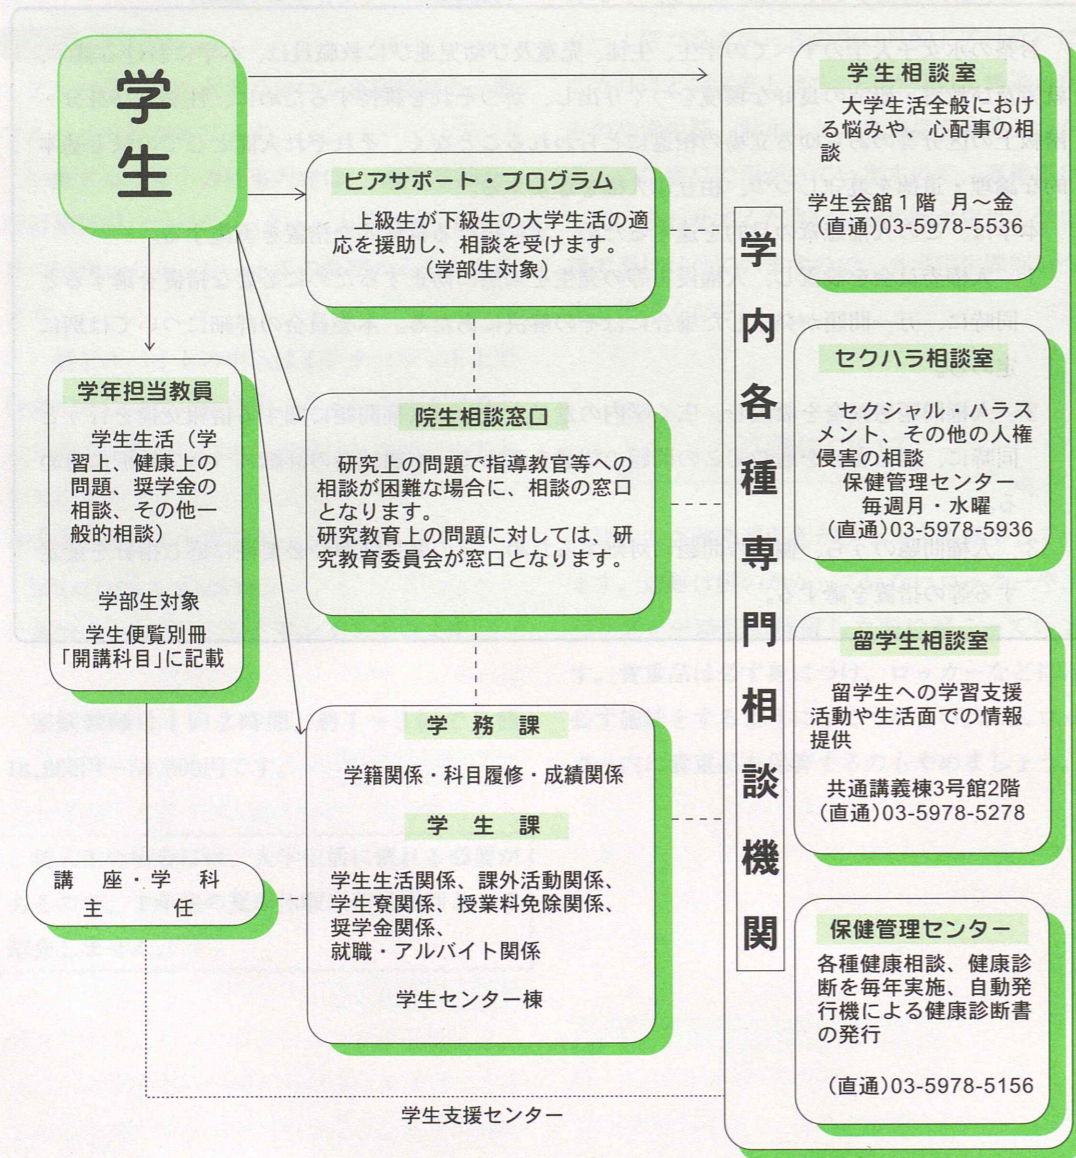 学
生
ピアサポート・プログラム
上級生が下級生の大学生活の適
応を援助し、相談を受けます。
（学部生対象）
学年担当教員
学生生活（学
習上、健康上の
問題、奨学金の
相談、その他一
般的相談）
学部生対象
学生便覧別冊
「開講科目」に記載
院生相談窓口
研究上の問題で指導教官等への
相談が困難な場合に、相談の窓口
となります。
研究教育上の問題に対しては、研
究教育委員会が窓口となります。
学　務　課
学籍関係・科目履修・成績関係
学　生　課
学生生活関係、課外活動関係、
学生寮関係、授業料免除関係、
奨学金関係、
就職・アルバイト関係
学生センター棟
講　座・学　科
主　　　任
学生支援センター
学内各種専門相談機関
学生相談室
大学生活全般におけ
る悩みや、心配事の相
談
学生会館１階　月～金
(直通)03-5978-5536
セクハラ相談室
セクシャル・ハラス
メント、その他の人権
侵害の相談
保健管理センター
毎週月・水曜
(直通)03-5978-5936
留学生相談室
留学生への学習支援
活動や生活面での情報
提供
共通講義棟3号館2階
(直通)03-5978-5278
保健管理センター
各種健康相談、健康診
断を毎年実施、自動発
行機による健康診断書
の発行
(直通)03-5978-5156